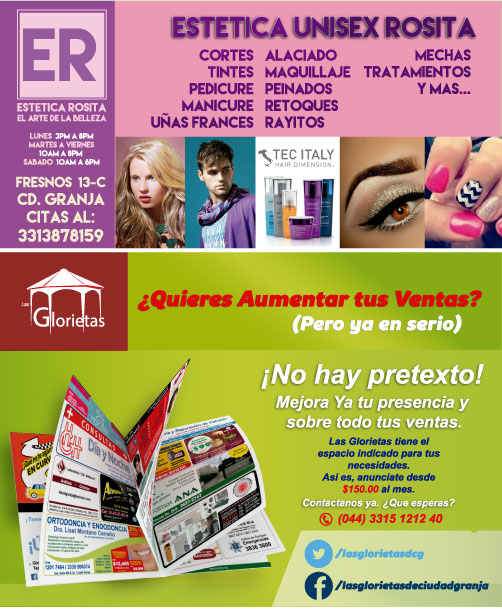 ER
ESTETICA ROSITA
EL ARTE DE LA BELLEZA
LUNES 3PM A 8PM
MARTES A VIERNES
10AM A 8PM
SABADO 10AM A 6PM
FRESNOS 13-C
CD. GRANJA
CITAS AL:
3313878159
ESTETICA UNISEX ROSITA
CORTES ALACIADO MECHAS
TINTES MAQUILLAJE TRATAMIENTOS
PEDICURE PEINADOS Y MAS...
MANICURE RETOQUES
UÑAS FRANCES RAYITOS
TEC ITALY
HAIR DIMENSION.
Las
Glorietas
¿Quieres Aumentar tus Ventas?
(Pero ya en serio)
¡No hay pretexto!
Mejora Ya tu presencia y
sobre todo tus ventas.
Las Glorietas tiene el
espacio indicado para tus
necesidades.
Asi es, anunciate desde
$150.00 al mes.
Contactanos ya. ¿Que esperas?
(044) 3315 1212 40
/lasglorietasdcg
/lasglorietasdeciudadgranja
CONSULTAS
Día y Noche
COSTOS ANA
ORTODONCIA Y ENDODONCIA